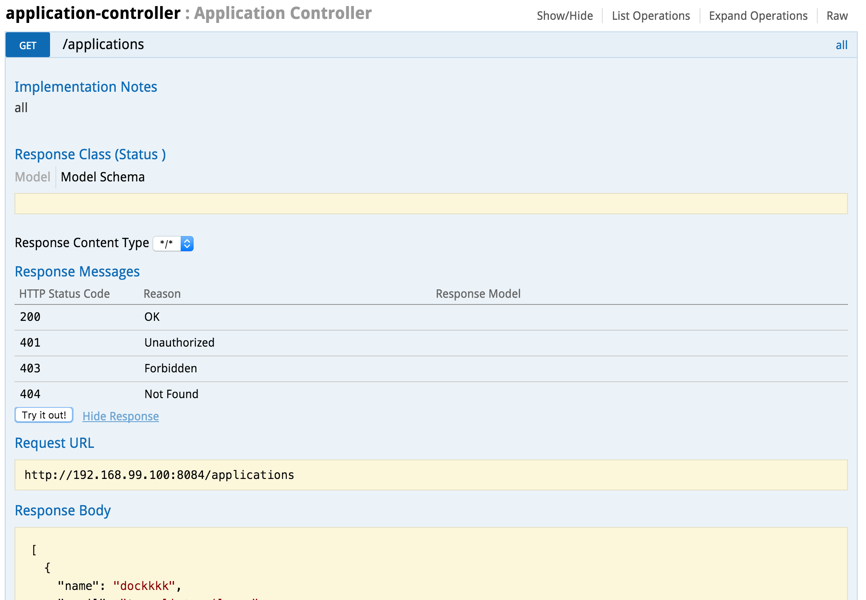 application-controller : Application Controller
Show/Hide List Operations Expand Operations Raw
GET /applications all
Implementation Notes
all
Response Class (Status )
Model Model Schema
Response Content Type */*
Response Messages
HTTP Status Code Reason Response Model
200 OK
401 Unauthorized
403 Forbidden
404 Not Found
Try it out! Hide Response
Request URL
http://192.168.99.100:8084/applications
Response Body
[
{
"name": "dockkkk",